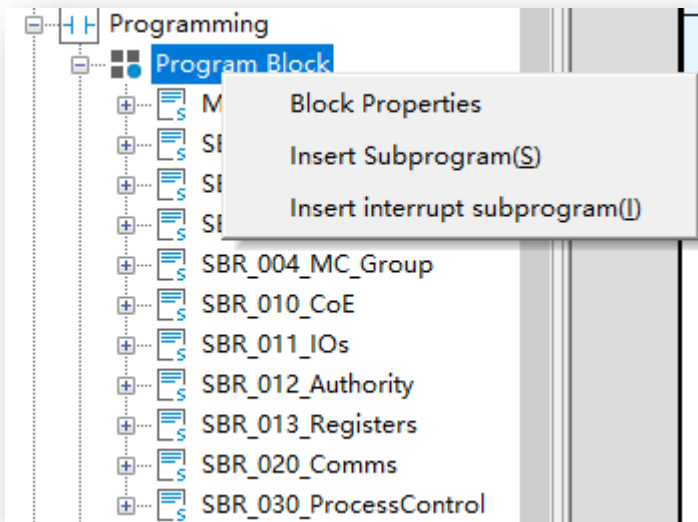 Programming
Program Block
Block Properties
Insert Subprogram(S)
Insert interrupt subprogram(I)
SBR_004_MC_Group
SBR_010_CoE
SBR_011_IOs
SBR_012_Authority
SBR_013_Registers
SBR_020_Comms
SBR_030_ProcessControl